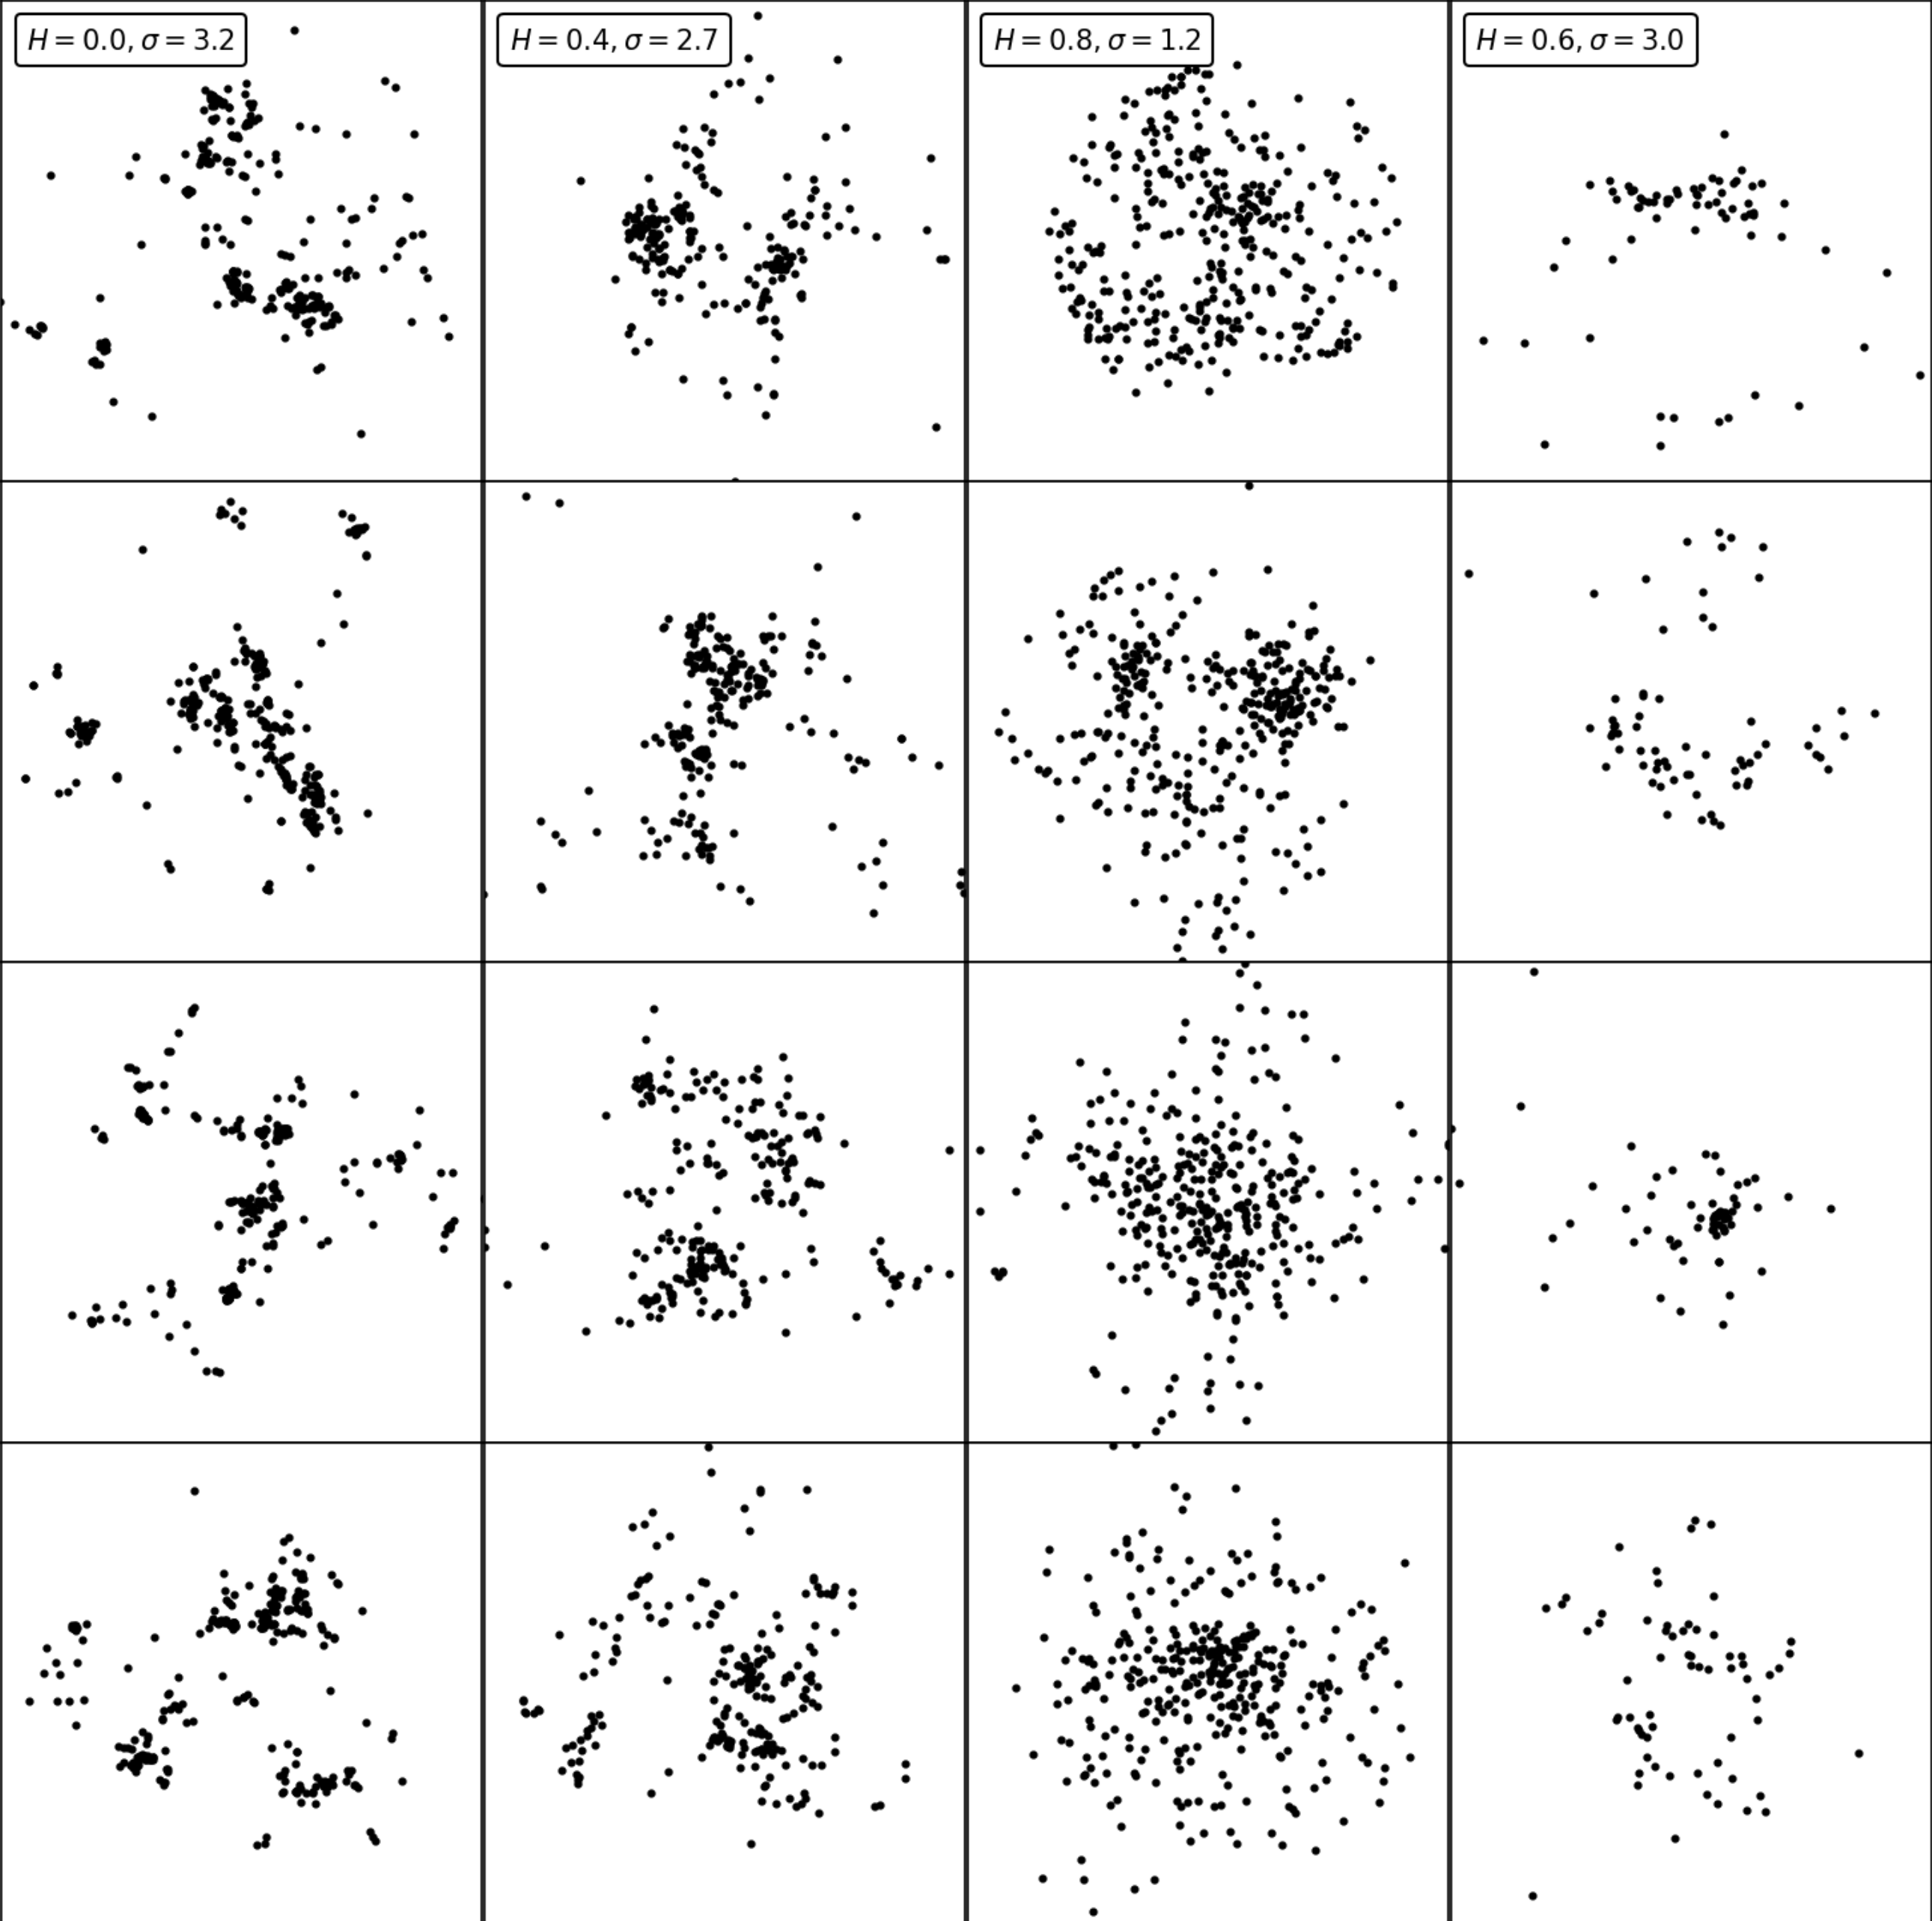 H = 0.0, σ = 3.2
H = 0.4, σ = 2.7
H = 0.8, σ = 1.2
H = 0.6, σ = 3.0